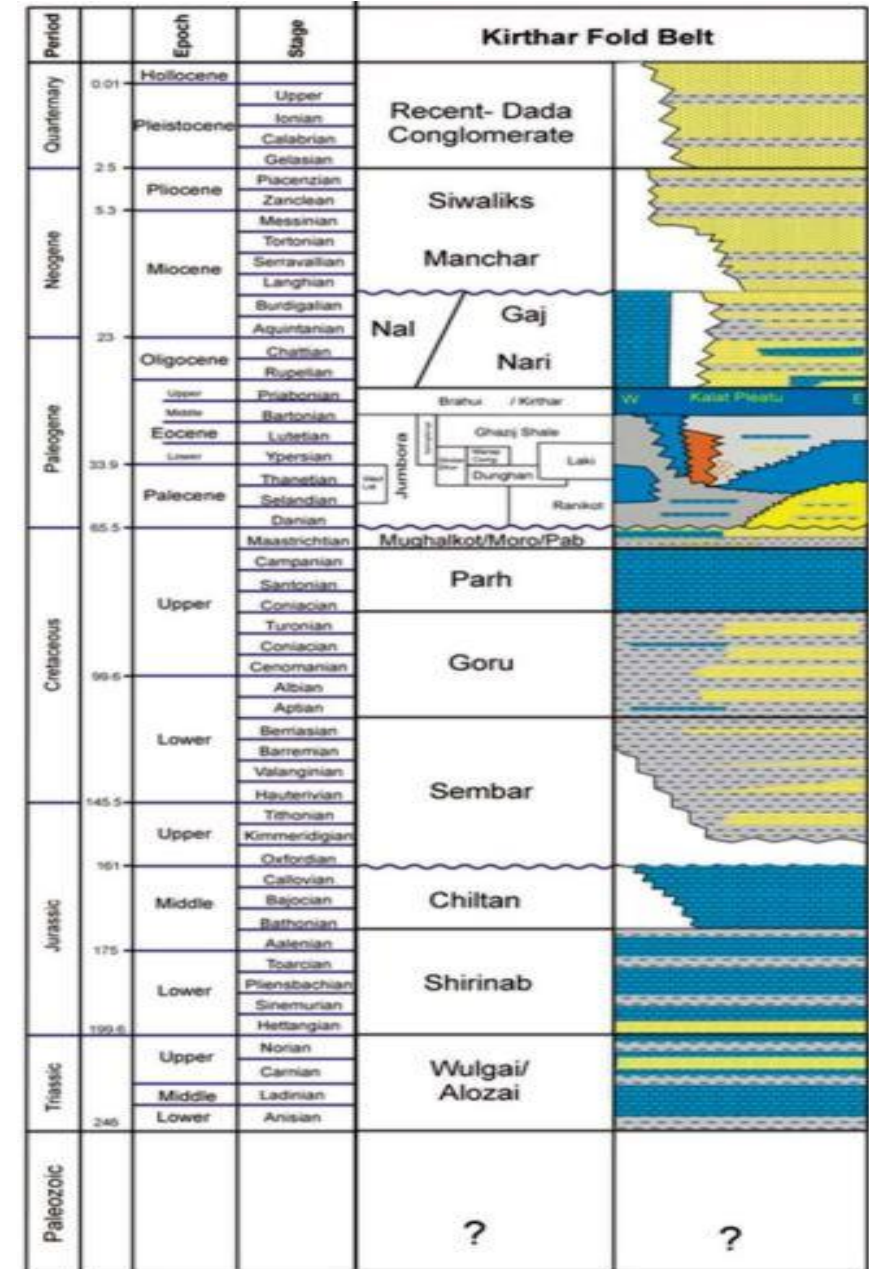 Period
Epoch
Stage
Kirthar Fold Belt
Quarternary
Neogene
Paleogene
Cretaceous
Jurassic
Triassic
Paleozoic
0.01
2.5
5.3
23
33.9
65.5
99.6
145.5
161
175
199.6
246
Hollocene
Pleistocene
Pliocene
Miocene
Oligocene
Upper
Middle
Eocene
Lower
Palecene
Upper
Lower
Upper
Middle
Lower
Upper
Middle
Lower
Upper
Ionian
Calabrian
Gelasian
Piacenzian
Zanclean
Messinian
Tortonian
Serravallian
Langhian
Burdigalian
Aquintanian
Chattian
Rupelian
Priabonian
Bartonian
Lutetian
Ypersian
Thanetian
Selandian
Danian
Maastrichtian
Campanian
Santonian
Coniacian
Turonian
Coniacian
Cenomanian
Albian
Aptian
Berriasian
Barremian
Valanginian
Hauterivian
Tithonian
Kimmeridigian
Oxfordian
Callovian
Bajocian
Bathonian
Aalenian
Toarcian
Pliensbachian
Sinemurian
Hettangian
Norian
Carnian
Ladinian
Anisian
Recent- Dada
Conglomerate
Siwaliks
Manchar
Nal
Gaj
Nari
Brahui / Kirthar
Ghazij Shale
Jumbora
Dunghan
Laki
Ranikot
Mughalkot/Moro/Pab
Parh
Goru
Sembar
Chiltan
Shirinab
Wulgai/
Alozai
?
W Kalat Pleatu E
?